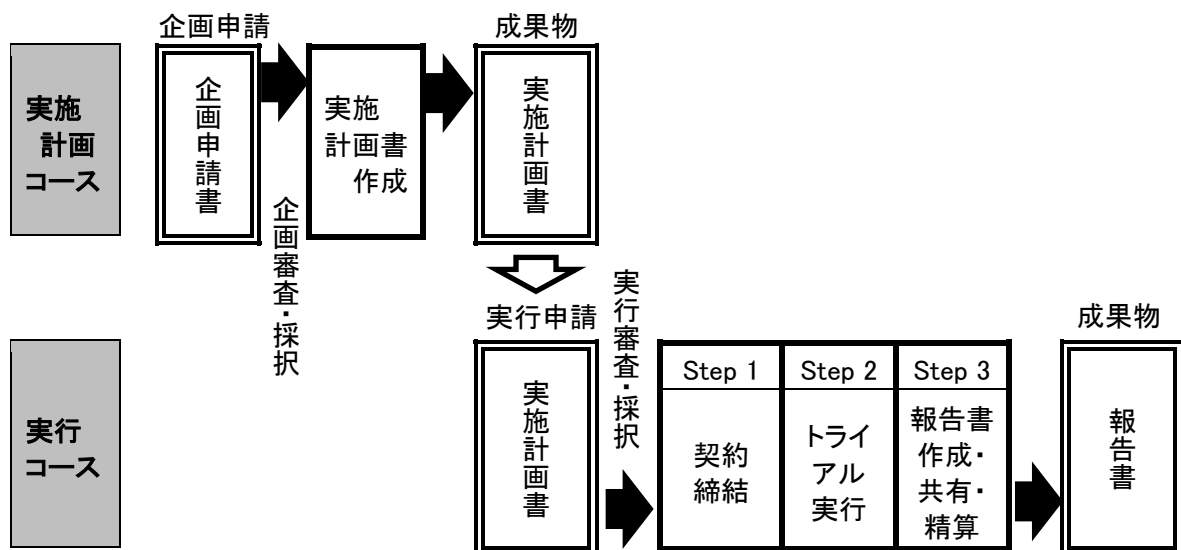 企画申請
成果物
実施
計画
コース
企画申請書
実施
計画書
作成
実施計画書
企画審査・採択
実行申請
実行審査・採択
成果物
実行
コース
実施計画書
Step 1
Step 2
Step 3
契約
締結
トライ
アル
実行
報告書
作成・
共有・
精算
報告書